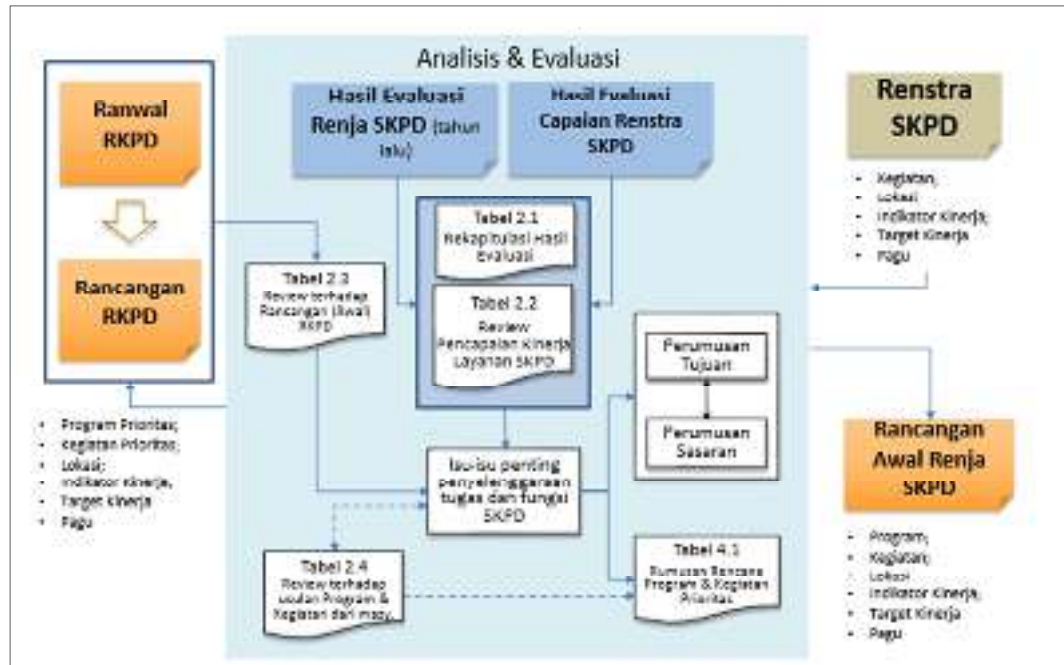 Analisis & Evaluasi
Ranwal
RKPD
Rancangan
RKPD
Program Prioritas;
Kegiatan Prioritas;
Lokasi;
Indikator Kinerja;
Target Kinerja
Pagu
Hasil Evaluasi
Renja SKPD (tahun
lalu)
Hasil Evaluasi
Capaian Renstra
SKPD
Tabel 2.1
Rekapitulasi Hasil
Evaluasi
Tabel 2.2
Review
Pencapaian Kinerja
Layanan SKPD
Tabel 2.3
Review terhadap
Rancangan (Awal)
RKPD
Isu-isu penting
penyelenggaraan
tugas dan fungsi
SKPD
Tabel 2.4
Review terhadap
usulan Program &
Kegiatan dari masy.
Perumusan
Tujuan
Perumusan
Sasaran
Tabel 4.1
Rumusan Rencana
Program & Kegiatan
Prioritas
Renstra
SKPD
Kegiatan;
Lokasi
Indikator Kinerja;
Target Kinerja
Pagu
Rancangan
Awal Renja
SKPD
Program;
Kegiatan;
Lokasi
Indikator Kinerja;
Target Kinerja
Pagu